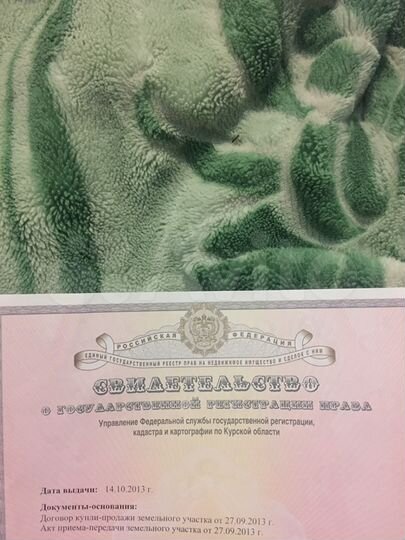 РОССИЙСКАЯ ФЕДЕРАЦИЯ
ЕДИНЫЙ ГОСУДАРСТВЕННЫЙ РЕЕСТР ПРАВ НА НЕДВИЖИМОЕ ИМУЩЕСТВО И СДЕЛОК С НИМ
СВИДЕТЕЛЬСТВО
О ГОСУДАРСТВЕННОЙ РЕГИСТРАЦИИ ПРАВА
Управление Федеральной службы государственной регистрации,
кадастра и картографии по Курской области
Дата выдачи: 14.10.2013 г.
Документы-основания:
Договор купли-продажи земельного участка от 27.09.2013 г.
Акт приема-передачи земельного участка от 27.09.2013 г.